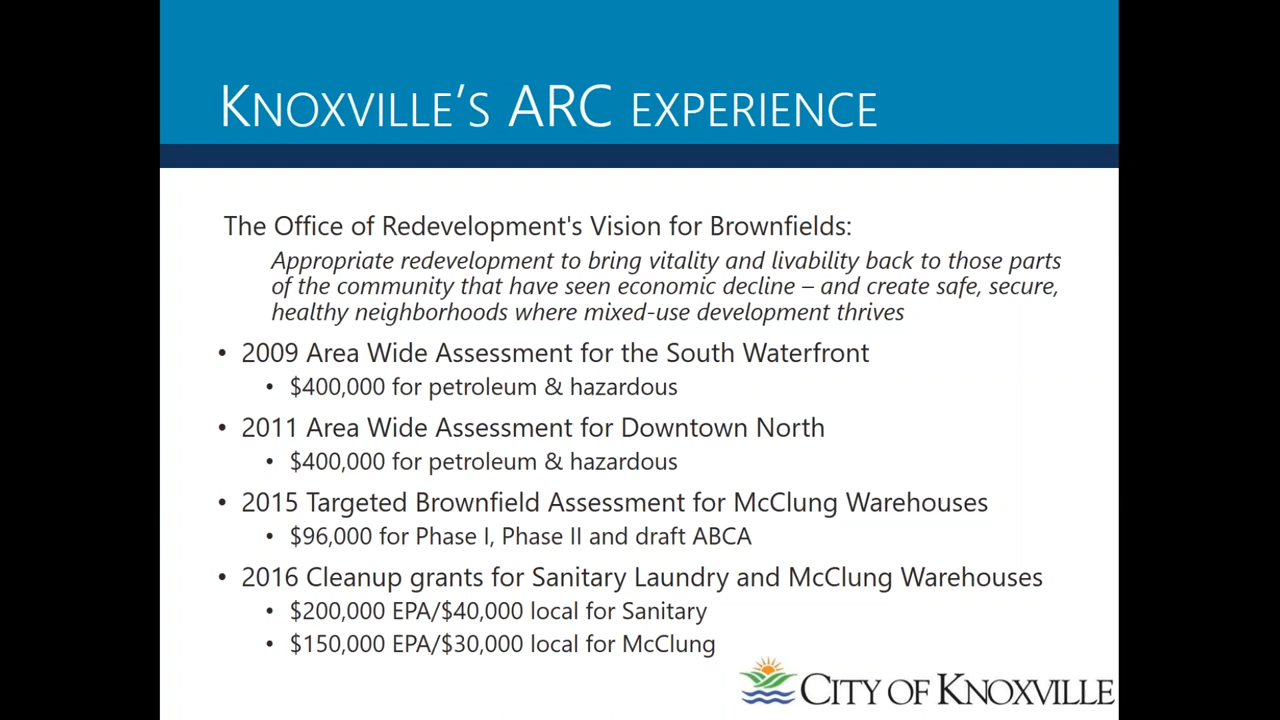 KNOXVILLE'S ARC EXPERIENCE
The Office of Redevelopment's Vision for Brownfields:
Appropriate redevelopment to bring vitality and livability back to those parts
of the community that have seen economic decline – and create safe, secure,
healthy neighborhoods where mixed-use development thrives
• 2009 Area Wide Assessment for the South Waterfront
• $400,000 for petroleum & hazardous
• 2011 Area Wide Assessment for Downtown North
• $400,000 for petroleum & hazardous
• 2015 Targeted Brownfield Assessment for McClung Warehouses
• $96,000 for Phase I, Phase II and draft ABCA
• 2016 Cleanup grants for Sanitary Laundry and McClung Warehouses
• $200,000 EPA/$40,000 local for Sanitary
• $150,000 EPA/$30,000 local for McClung
CITY OF KNOXVILLE